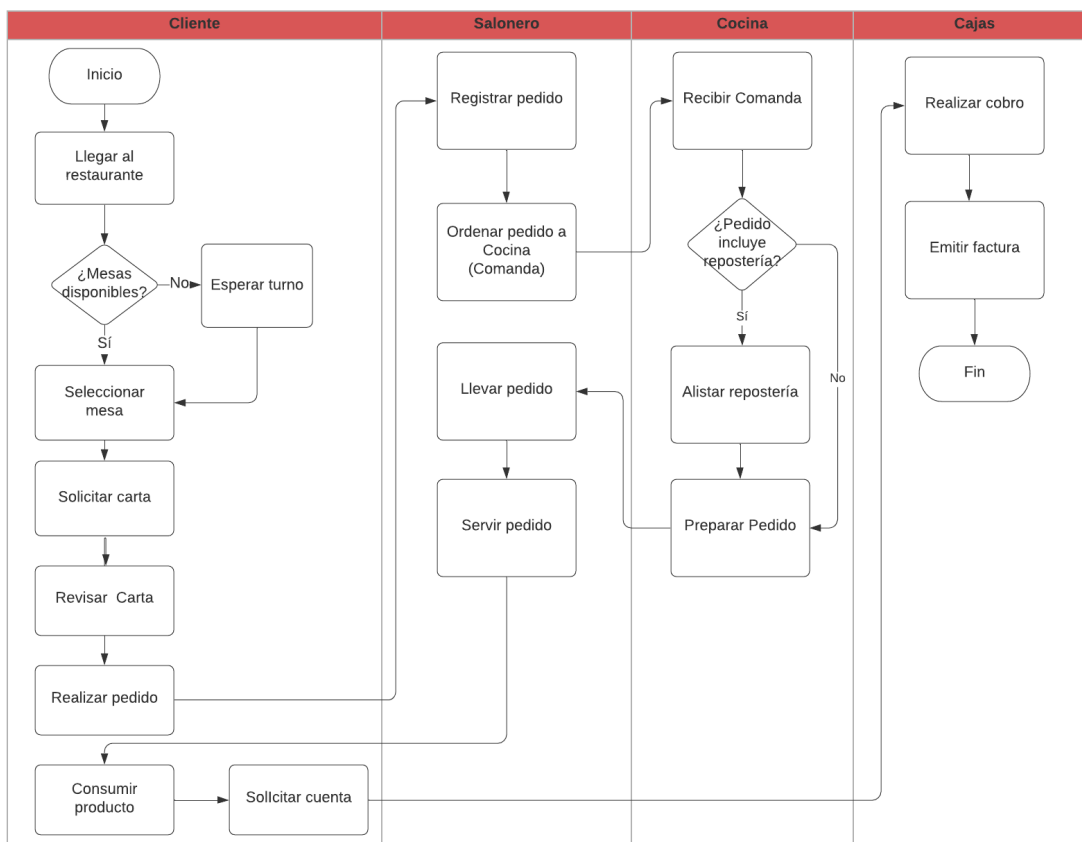 Cliente
Salonero
Cocina
Cajas
Inicio
Llegar al
restaurante
¿Mesas
disponibles?
No
Esperar turno
Sí
Seleccionar
mesa
Solicitar carta
Revisar Carta
Realizar pedido
Consumir
producto
SolIcitar cuenta
Registrar pedido
Ordenar pedido a
Cocina
(Comanda)
Llevar pedido
Servir pedido
Recibir Comanda
¿Pedido
incluye
repostería?
Sí
No
Alistar repostería
Preparar Pedido
Realizar cobro
Emitir factura
Fin